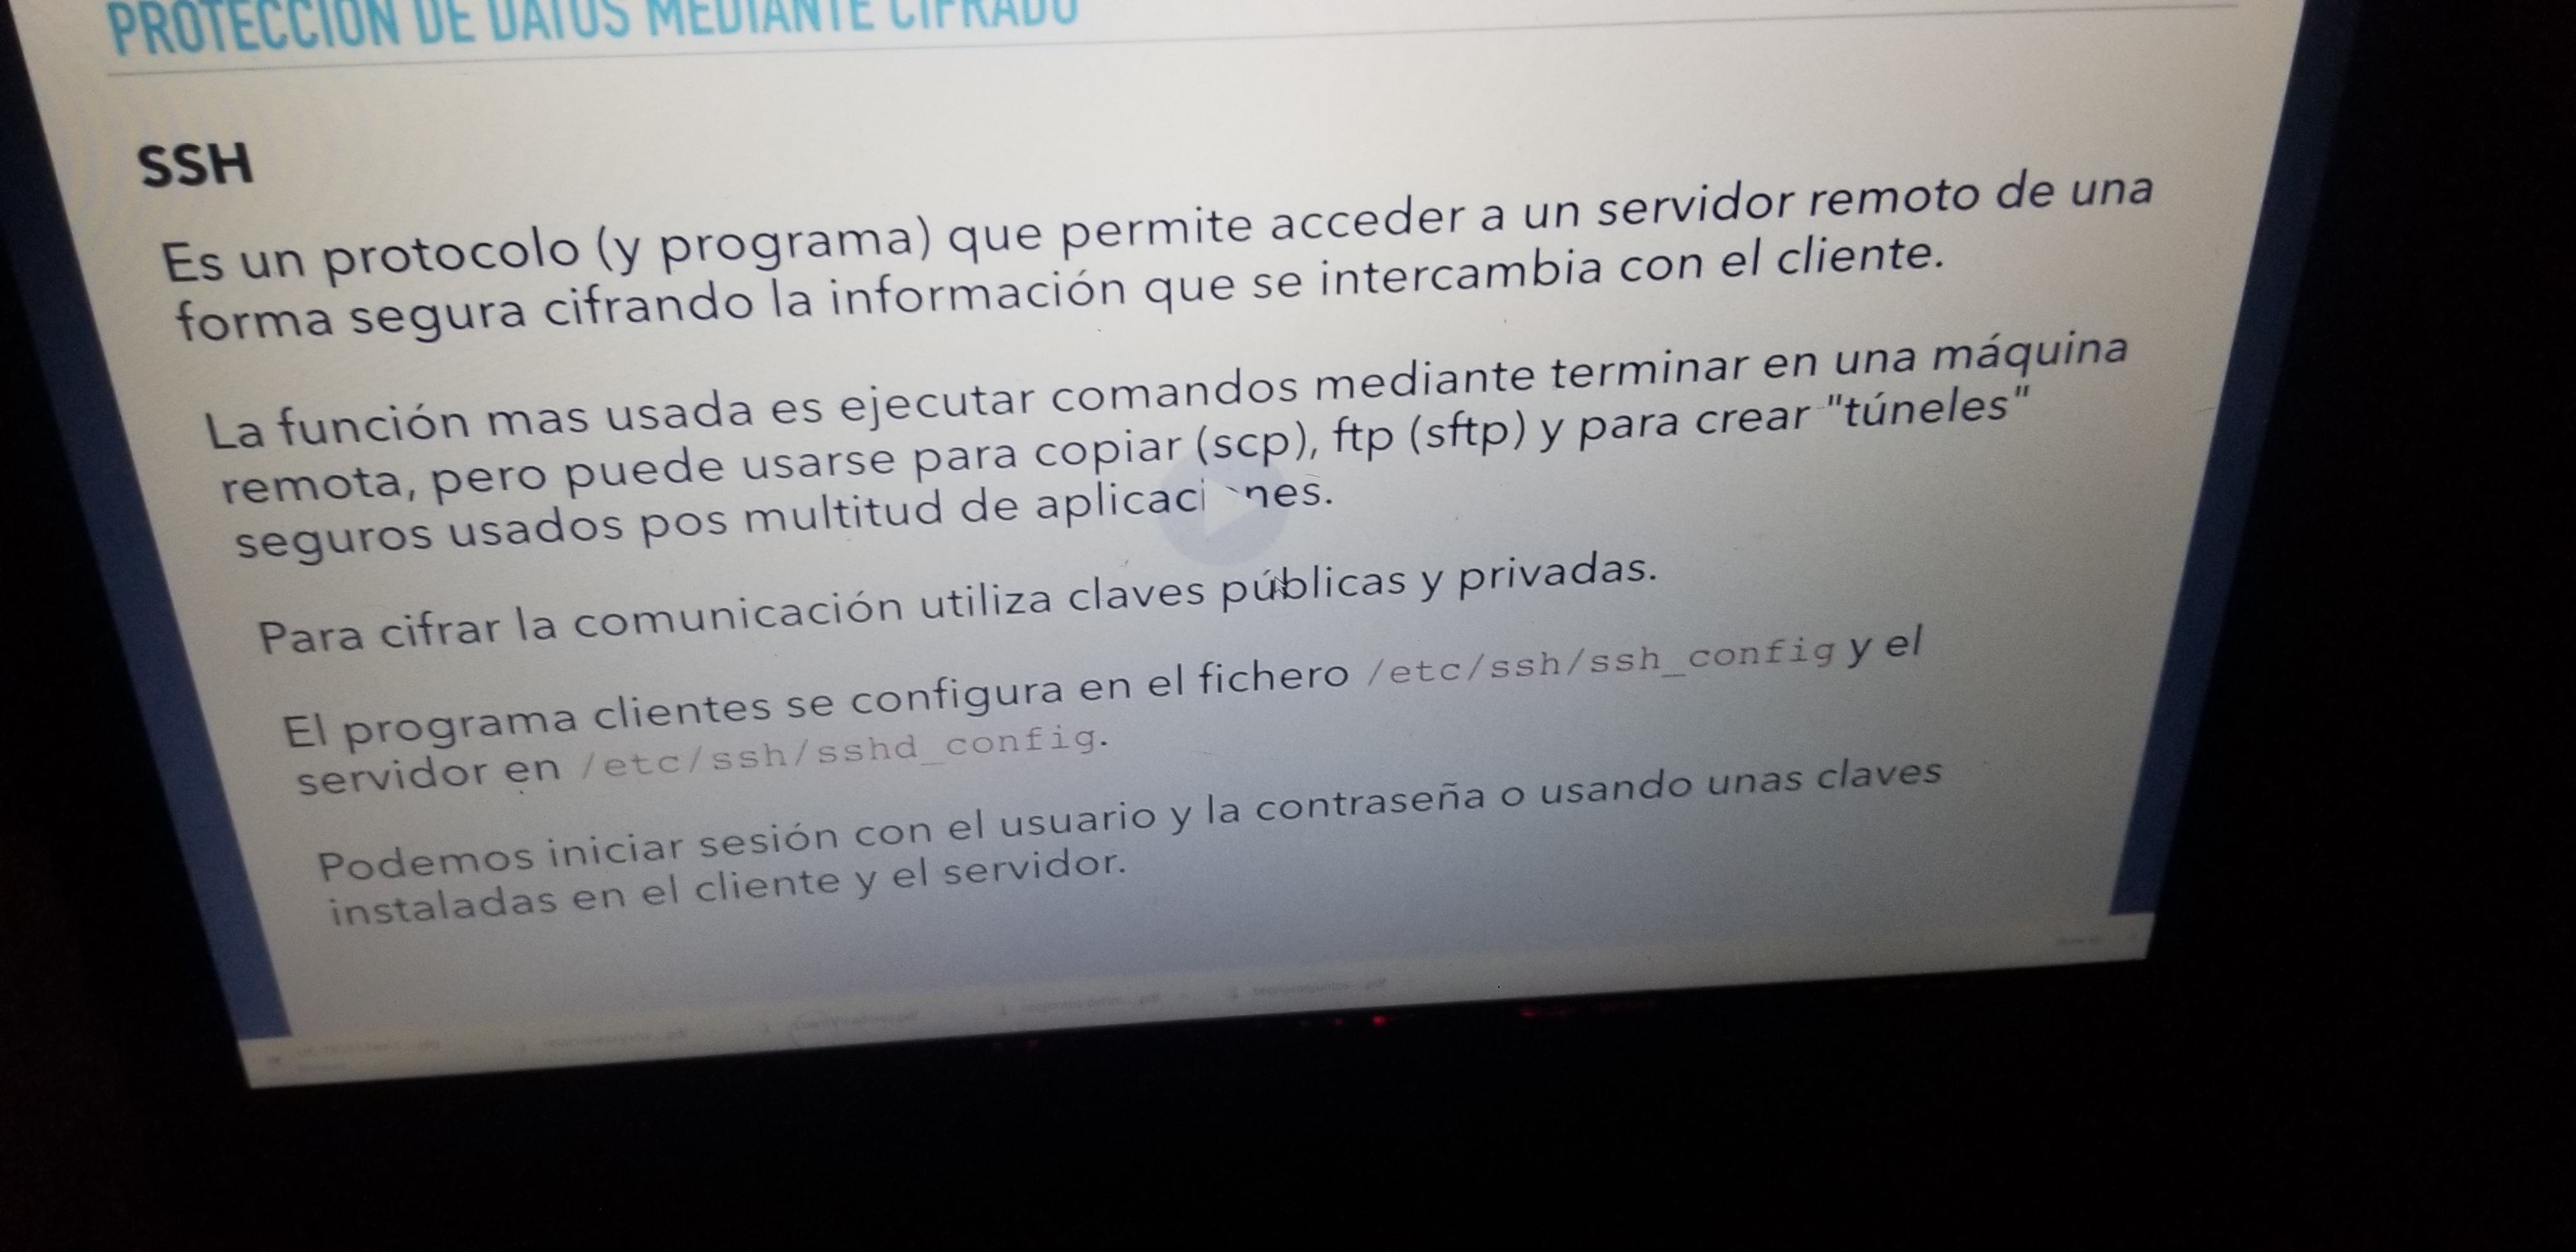 PROTECCIÓN DE DATOS MEDIANTE CIFRADO
SSH
Es un protocolo (y programa) que permite acceder a un servidor remoto de una
forma segura cifrando la información que se intercambia con el cliente.
La función mas usada es ejecutar comandos mediante terminar en una máquina
remota, pero puede usarse para copiar (scp), ftp (sftp) y para crear "túneles"
seguros usados pos multitud de aplicaciones.
Para cifrar la comunicación utiliza claves públicas y privadas.
El programa clientes se configura en el fichero /etc/ssh/ssh_config y el
servidor en /etc/ssh/sshd_config.
Podemos iniciar sesión con el usuario y la contraseña o usando unas claves
instaladas en el cliente y el servidor.